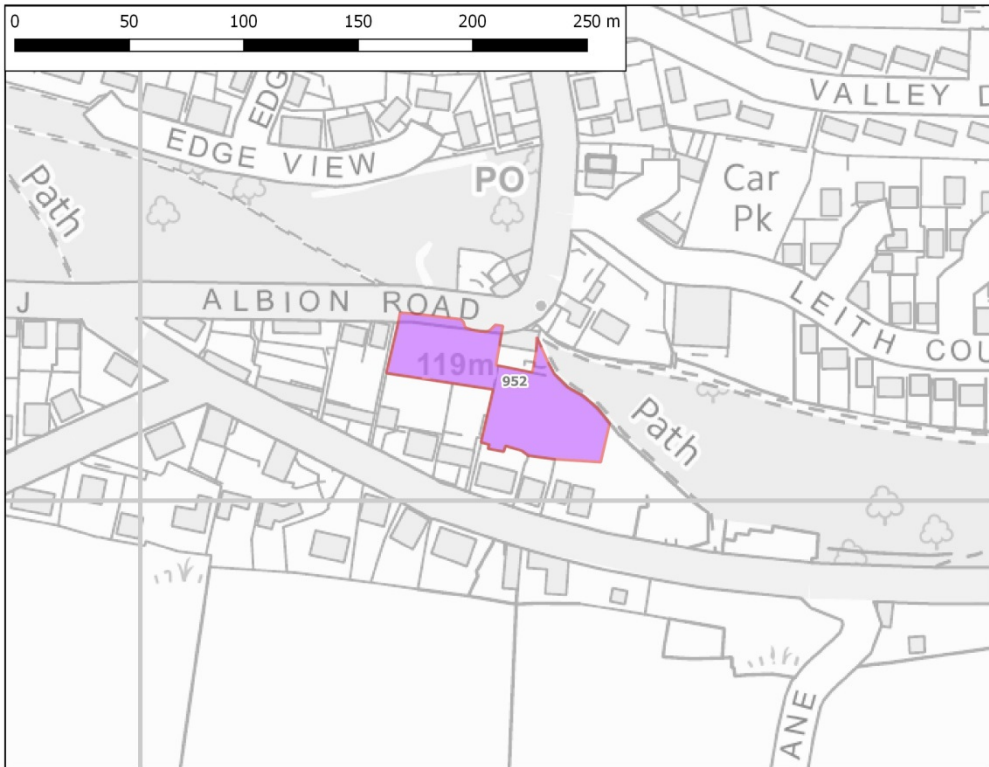 0 50 100 150 200 250 m
EDGE
EDGE VIEW
VALLEY D
PO
Path
Car
Pk
J
ALBION ROAD
LEITH COU
119m
952
Path
ANE